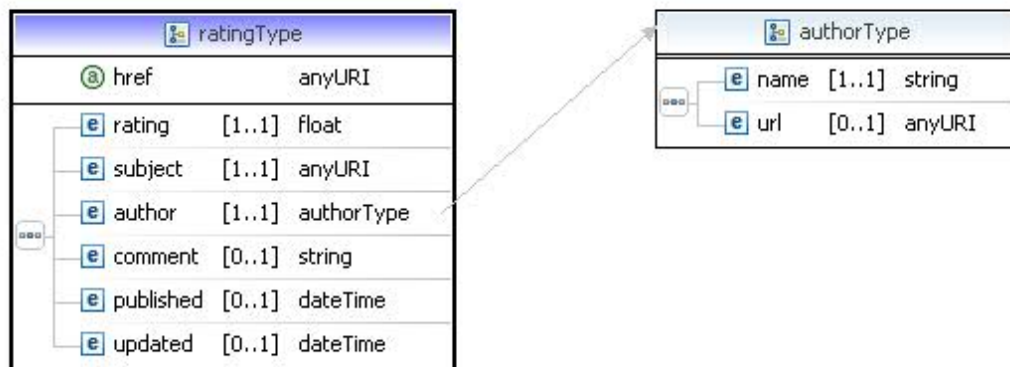 ratingType
a href anyURI
e rating [1..1] float
e subject [1..1] anyURI
e author [1..1] authorType
e comment [0..1] string
e published [0..1] dateTime
e updated [0..1] dateTime
authorType
e name [1..1] string
e url [0..1] anyURI